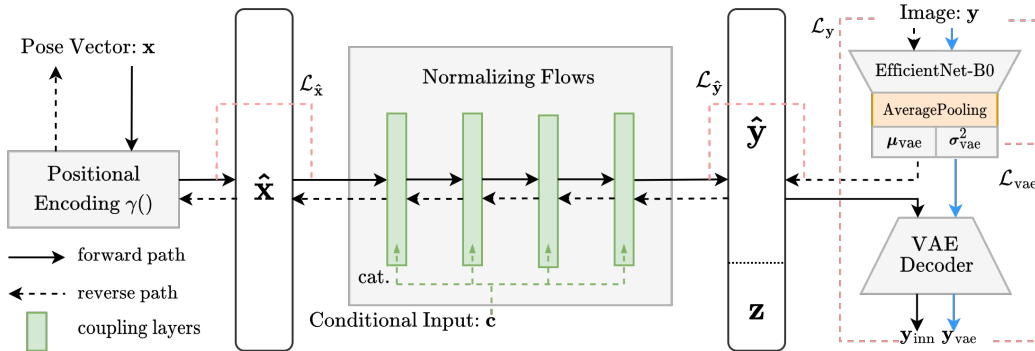 Pose Vector: x
Positional
Encoding γ()
forward path
reverse path
coupling layers
x̂
ℒx̂
Normalizing Flows
cat.
Conditional Input: c
ℒŷ
ŷ
z
ℒy
Image: y
EfficientNet-B0
AveragePooling
μvae σ²vae
ℒvae
VAE
Decoder
yinn yvae